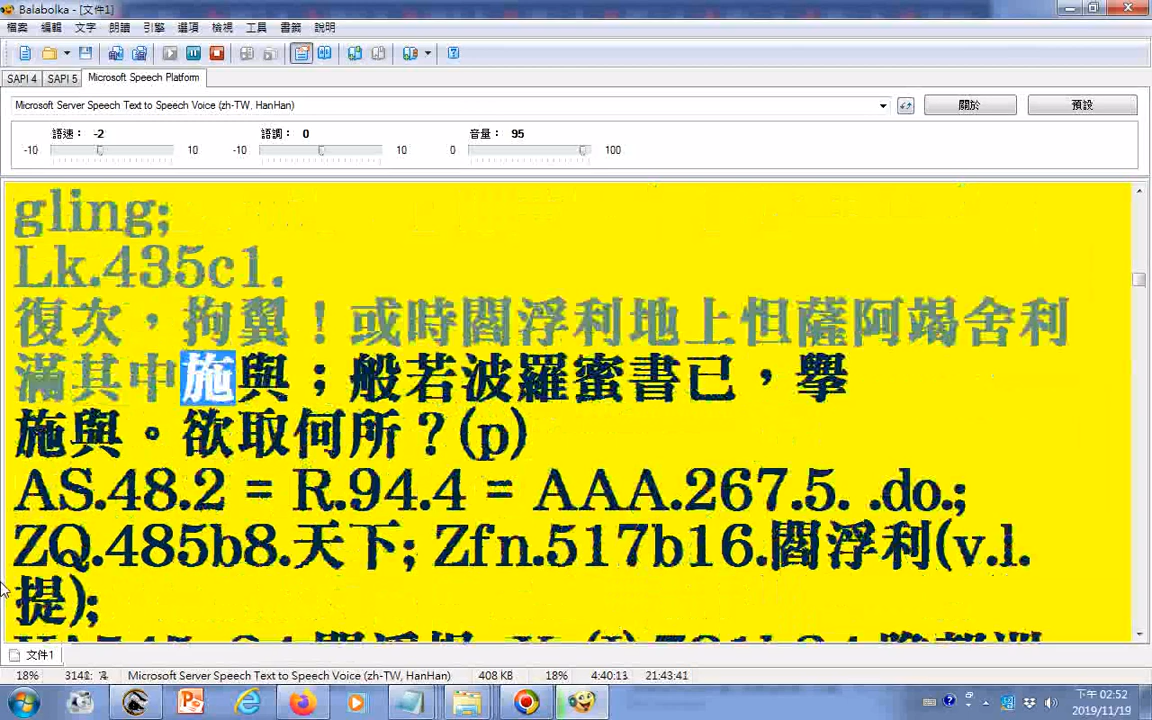 Balabolka - [文件1]
檔案 編輯 文字 朗讀 引擎 選項 檢視 工具 書籤 說明
SAPI 4 SAPI 5 Microsoft Speech Platform
Microsoft Server Speech Text to Speech Voice (zh-TW, HanHan) 關於 預設
語速： -2 語調： 0 音量： 95
-10 10 -10 10 0 100
gling;
Lk.435c1.
復次，拘翼！或時閻浮利地上怛薩阿竭舍利
滿其中施與；般若波羅蜜書已，舉
施與。欲取何所？(p)
AS.48.2 = R.94.4 = AAA.267.5. .do.;
ZQ.485b8.天下; Zfn.517b16.閻浮利(v.l.
提);
文件1
18% Microsoft Server Speech Text to Speech Voice (zh-TW, HanHan) 408 KB 18% 4:40:13 21:43:41
下午 02:52
2019/11/19